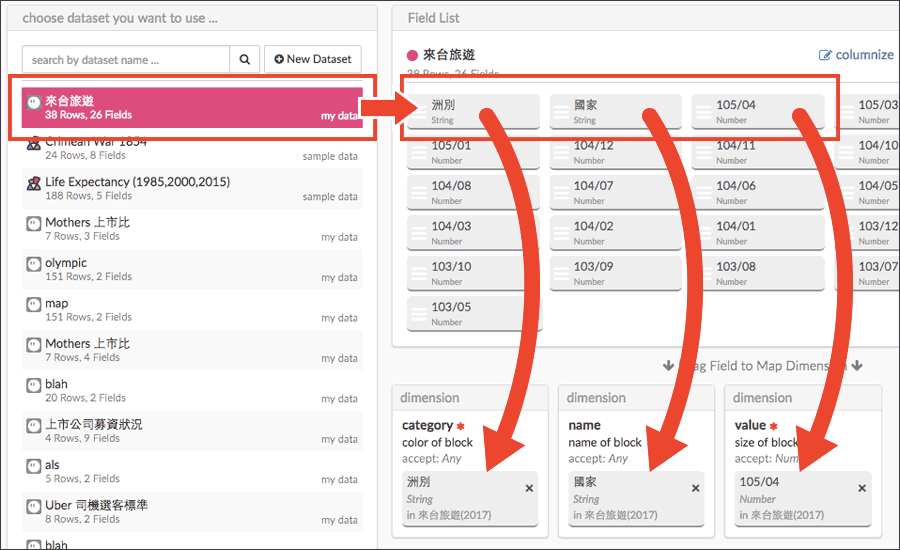 choose dataset you want to use ...
search by dataset name ...
New Dataset
來台旅遊
38 Rows, 26 Fields
my data
Crimean War 1854
24 Rows, 8 Fields
sample data
Life Expectancy (1985,2000,2015)
188 Rows, 5 Fields
sample data
Mothers 上市比
7 Rows, 3 Fields
my data
olympic
151 Rows, 2 Fields
my data
map
151 Rows, 2 Fields
my data
Mothers 上市比
7 Rows, 4 Fields
my data
blah
20 Rows, 2 Fields
my data
上市公司募資狀況
4 Rows, 9 Fields
my data
als
5 Rows, 2 Fields
my data
Uber 司機選客標準
8 Rows, 2 Fields
my data
blah
Field List
來台旅遊
columnize
38 Rows, 26 Fields
洲別
String
國家
String
105/04
Number
105/03
Number
105/01
Number
104/12
Number
104/11
Number
104/10
Number
104/08
Number
104/07
Number
104/06
Number
104/05
Number
104/03
Number
104/02
Number
104/01
Number
103/12
Number
103/10
Number
103/09
Number
103/08
Number
103/07
Number
103/05
Number
Field to Map Dimens
dimension
category *
color of block
accept: Any
洲別
String
in 來台旅遊(2017)
dimension
name
name of block
accept: Any
國家
String
in 來台旅遊(2017)
dimension
value *
size of block
accept: Num
105/04
Number
in 來台旅遊(2017)